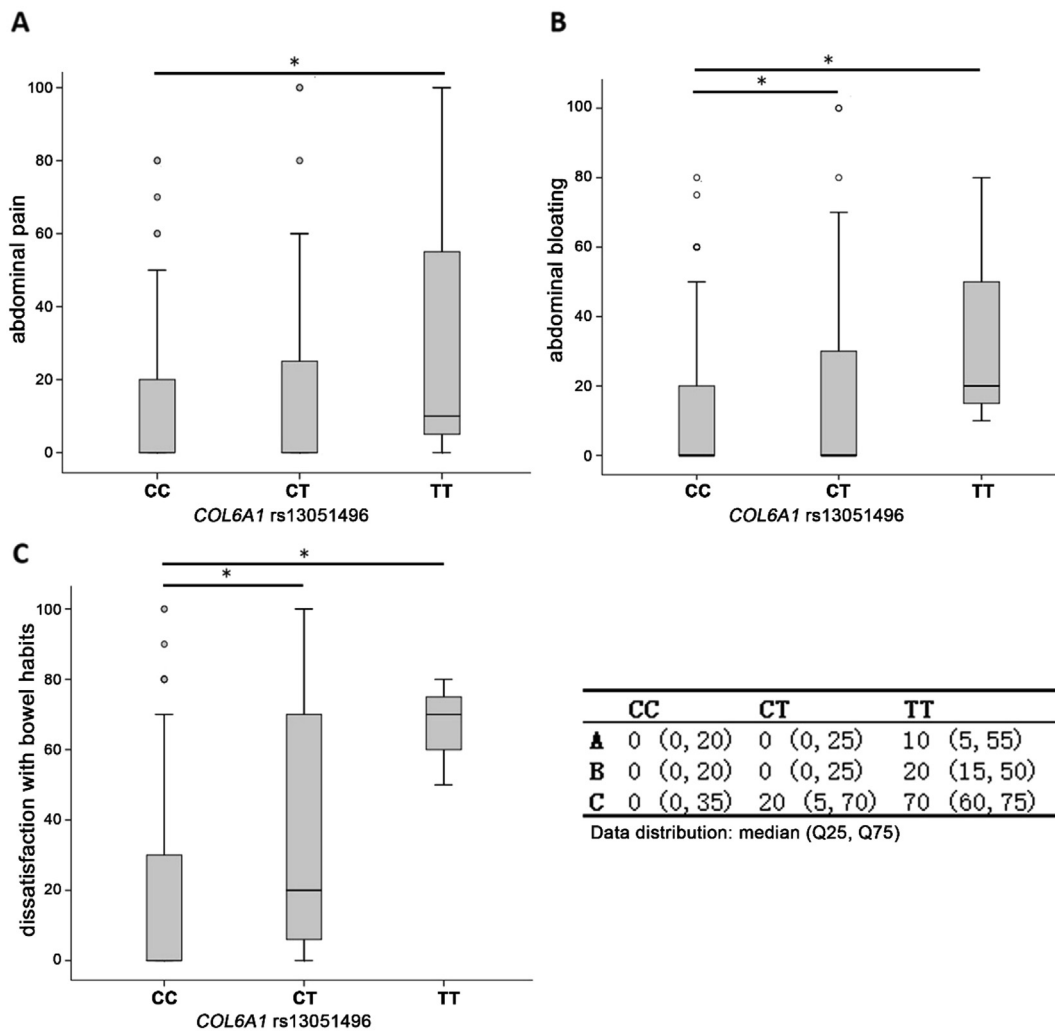 A
*
abdominal pain
100
80
60
40
20
0
CC CT TT
COL6A1 rs13051496
B
*
*
abdominal bloating
100
80
60
40
20
0
CC CT TT
COL6A1 rs13051496
C
*
*
dissatisfaction with bowel habits
100
80
60
40
20
0
CC CT TT
COL6A1 rs13051496
CC CT TT
A 0 (0, 20) 0 (0, 25) 10 (5, 55)
B 0 (0, 20) 0 (0, 25) 20 (15, 50)
C 0 (0, 35) 20 (5, 70) 70 (60, 75)
Data distribution: median (Q25, Q75)